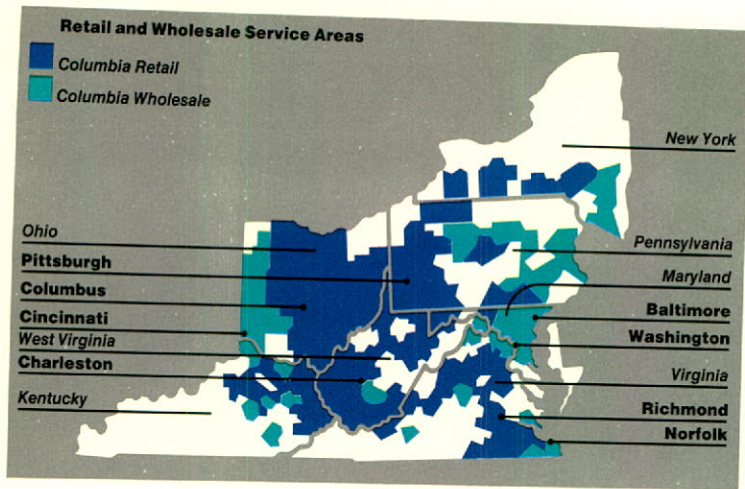 Retail and Wholesale Service Areas
Columbia Retail
Columbia Wholesale
New York
Ohio
Pittsburgh
Columbus
Cincinnati
West Virginia
Charleston
Kentucky
Pennsylvania
Maryland
Baltimore
Washington
Virginia
Richmond
Norfolk